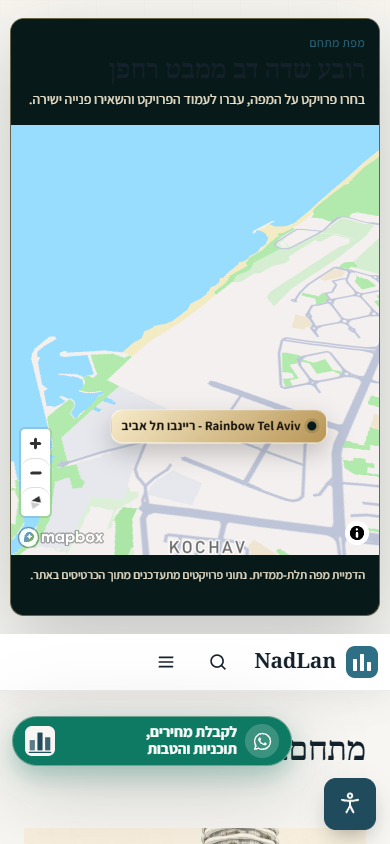 מפת מתחם
רובע שדה דב ממבט רחפן
בחרו פרויקט על המפה, עברו לעמוד הפרויקט והשאירו פנייה ישירה.
Rainbow Tel Aviv - ריינבו תל אביב
mapbox
KOCHAV
הדמיית מפה תלת-ממדית. נתוני פרויקטים מתעדכנים מתוך הכרטיסים באתר.
NadLan
לקבלת מחירים,
תוכניות והטבות